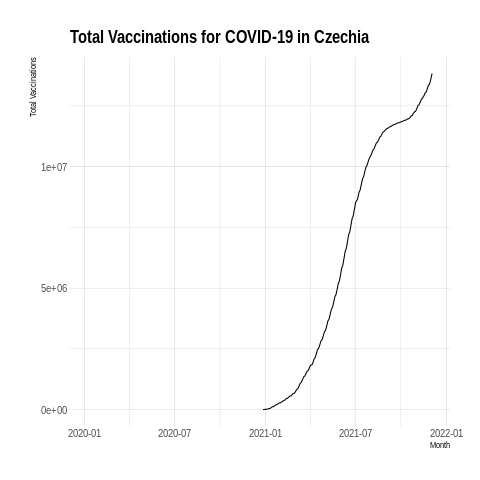 Total Vaccinations for COVID-19 in Czechia
Total Vaccinations
1e+07
5e+06
0e+00
2020-01 2020-07 2021-01 2021-07 2022-01
Month